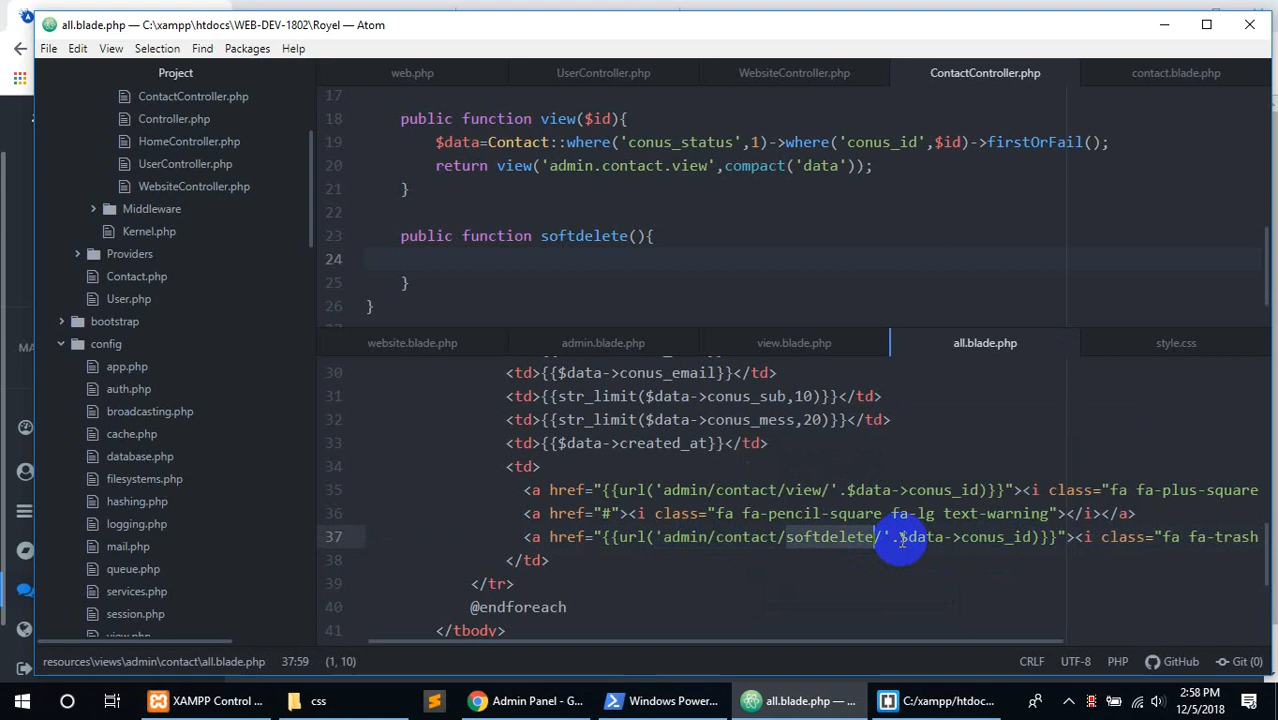 all.blade.php — C:\xampp\htdocs\WEB-DEV-1802\Royel — Atom
File Edit View Selection Find Packages Help
Project
ContactController.php
Controller.php
HomeController.php
UserController.php
WebsiteController.php
Middleware
Kernel.php
Providers
Contact.php
User.php
bootstrap
config
app.php
auth.php
broadcasting.php
cache.php
database.php
filesystems.php
hashing.php
logging.php
mail.php
queue.php
services.php
session.php
view.php
web.php UserController.php WebsiteController.php ContactController.php contact.blade.php
17
18 public function view($id){
19 $data=Contact::where('conus_status',1)->where('conus_id',$id)->firstOrFail();
20 return view('admin.contact.view',compact('data'));
21 }
22
23 public function softdelete(){
24
25 }
26 }
website.blade.php admin.blade.php view.blade.php all.blade.php style.css
30 <td>{{$data->conus_email}}</td>
31 <td>{{str_limit($data->conus_sub,10)}}</td>
32 <td>{{str_limit($data->conus_mess,20)}}</td>
33 <td>{{$data->created_at}}</td>
34 <td>
35 <a href="{{url('admin/contact/view/'.$data->conus_id)}}"><i class="fa fa-plus-square
36 <a href="#"><i class="fa fa-pencil-square fa-lg text-warning"></i></a>
37 <a href="{{url('admin/contact/softdelete/'.$data->conus_id)}}"><i class="fa fa-trash
38 </td>
39 </tr>
40 @endforeach
41 </tbody>
resources\views\admin\contact\all.blade.php 37:59 (1, 10) CRLF UTF-8 PHP GitHub Git (0)
XAMPP Control ... css Admin Panel - G... Windows Power... all.blade.php — ... C:/xampp/htdoc... 2:58 PM
12/5/2018